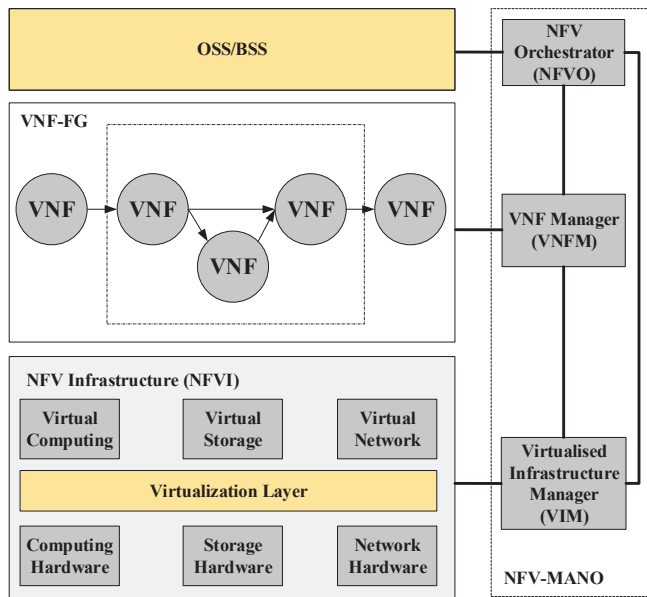 OSS/BSS
NFV
Orchestrator
(NFVO)
VNF-FG
VNF
VNF
VNF
VNF
VNF
VNF Manager
(VNFM)
NFV Infrastructure (NFVI)
Virtual
Computing
Virtual
Storage
Virtual
Network
Virtualization Layer
Computing
Hardware
Storage
Hardware
Network
Hardware
Virtualised
Infrastructure
Manager
(VIM)
NFV-MANO